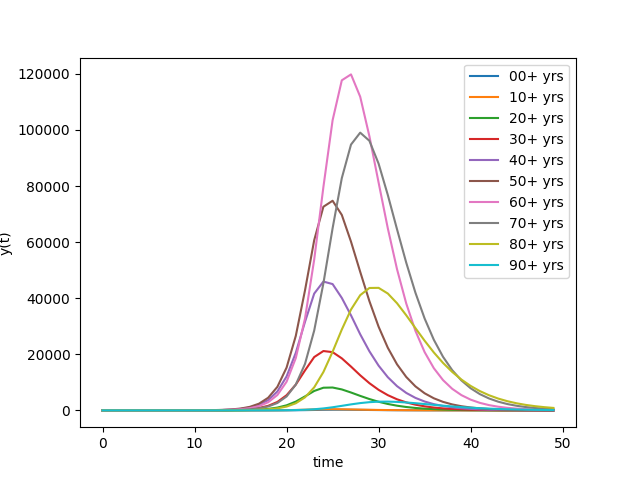 120000
100000
80000
60000
40000
20000
0
y(t)
0 10 20 30 40 50
time
00+ yrs
10+ yrs
20+ yrs
30+ yrs
40+ yrs
50+ yrs
60+ yrs
70+ yrs
80+ yrs
90+ yrs